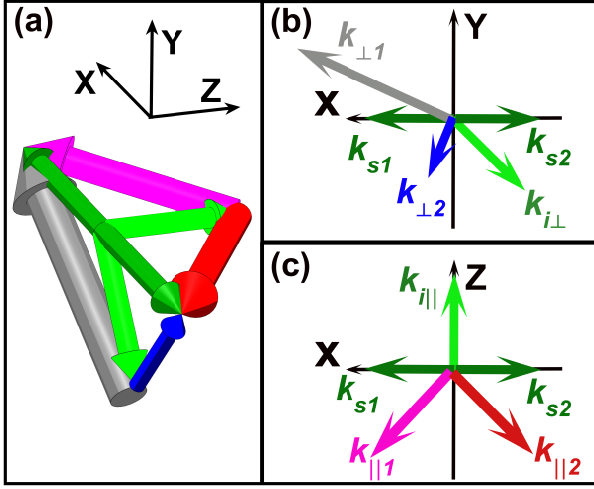 (a)
Y
X
Z
(b)
Y
k⊥1
X
ks1
ks2
k⊥2
ki⊥
(c)
Z
ki||
X
ks1
ks2
k||1
k||2